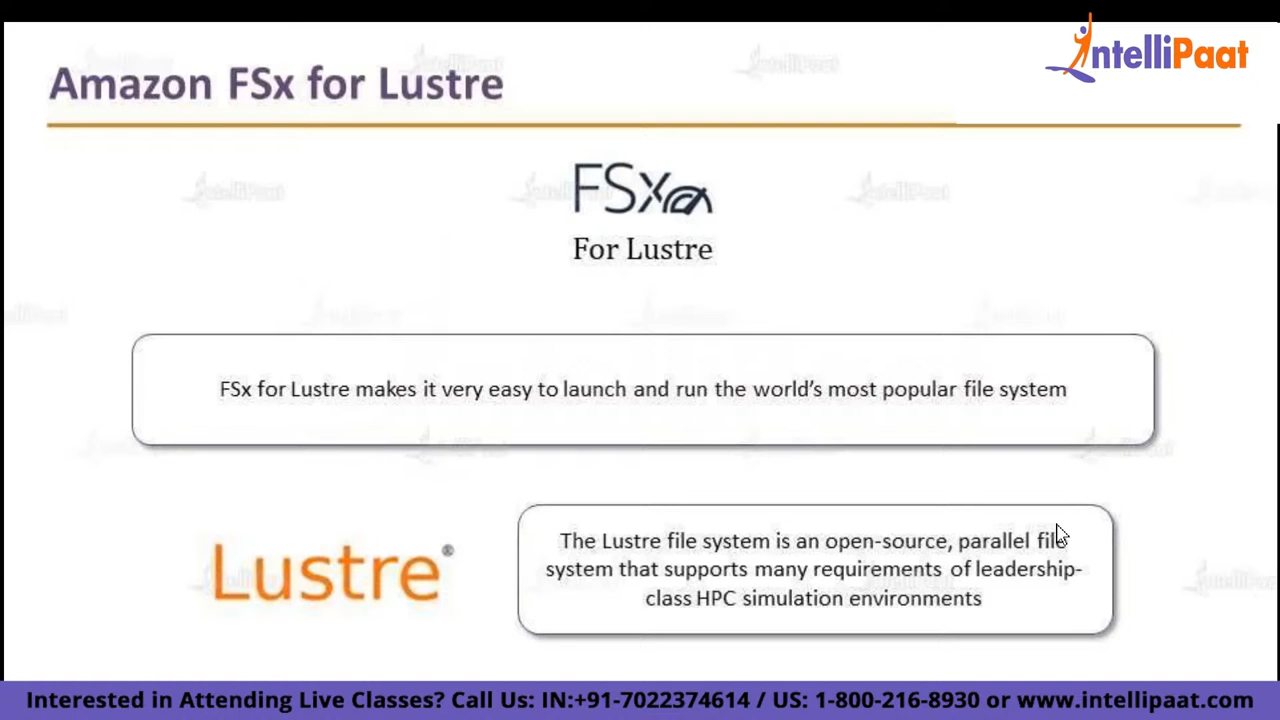 IntelliPaat
Amazon FSx for Lustre
FSx
For Lustre
FSx for Lustre makes it very easy to launch and run the world's most popular file system
Lustre®
The Lustre file system is an open-source, parallel file
system that supports many requirements of leadership-
class HPC simulation environments
Interested in Attending Live Classes? Call Us: IN:+91-7022374614 / US: 1-800-216-8930 or www.intellipaat.com